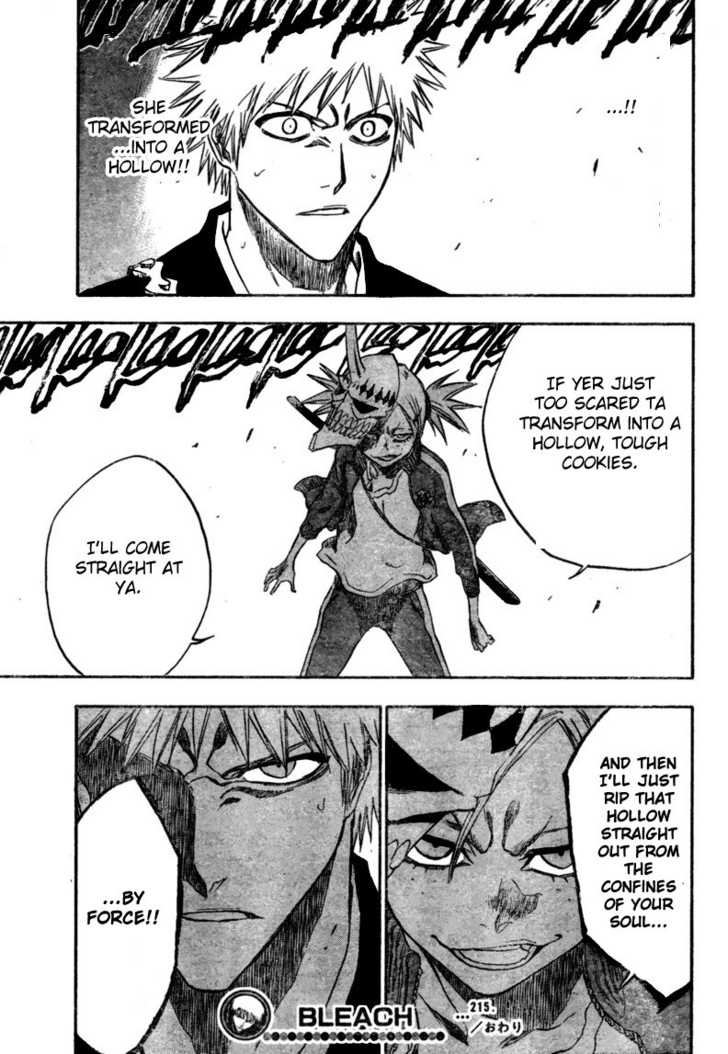 ...!!
SHE
TRANSFORMED
...INTO A
HOLLOW!!
IF YER JUST
TOO SCARED TA
TRANSFORM INTO A
HOLLOW, TOUGH
COOKIES.
I'LL COME
STRAIGHT AT
YA.
AND THEN
I'LL JUST
RIP THAT
HOLLOW
STRAIGHT
OUT FROM
THE
CONFINES
OF YOUR
SOUL...
...BY
FORCE!!
BLEACH
...215.
/おわり